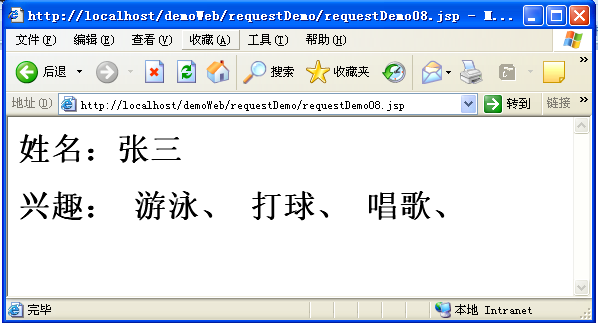 http://localhost/demoWeb/requestDemo/requestDemo08.jsp - M...
文件(F) 编辑(E) 查看(V) 收藏(A) 工具(T) 帮助(H)
后退 搜索 收藏夹
地址(D) http://localhost/demoWeb/requestDemo/requestDemo08.jsp 转到 链接
姓名：张三
兴趣： 游泳、 打球、 唱歌、
完毕 本地 Intranet